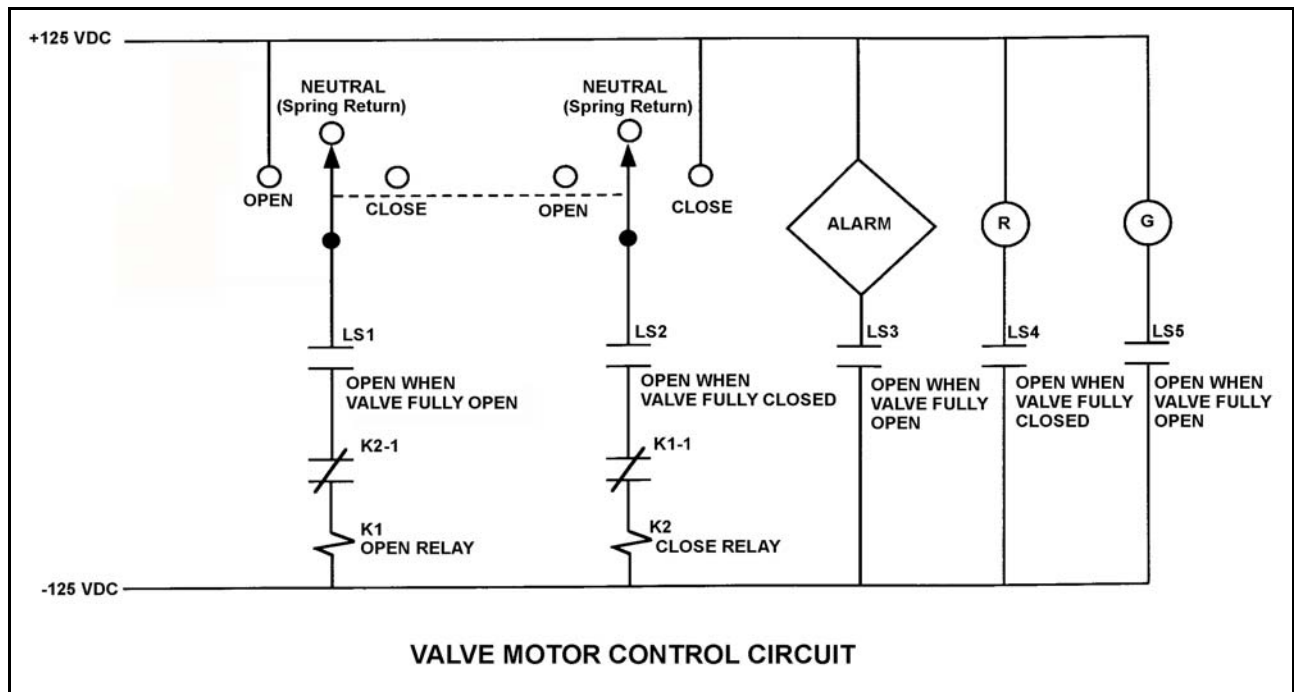 +125 VDC
NEUTRAL
(Spring Return)
NEUTRAL
(Spring Return)
OPEN
CLOSE
OPEN
CLOSE
ALARM
R
G
LS1
OPEN WHEN
VALVE FULLY OPEN
LS2
OPEN WHEN
VALVE FULLY CLOSED
LS3
OPEN WHEN
VALVE FULLY
OPEN
LS4
OPEN WHEN
VALVE FULLY
CLOSED
LS5
OPEN WHEN
VALVE FULLY
OPEN
K2-1
K1-1
K1
OPEN RELAY
K2
CLOSE RELAY
-125 VDC
VALVE MOTOR CONTROL CIRCUIT